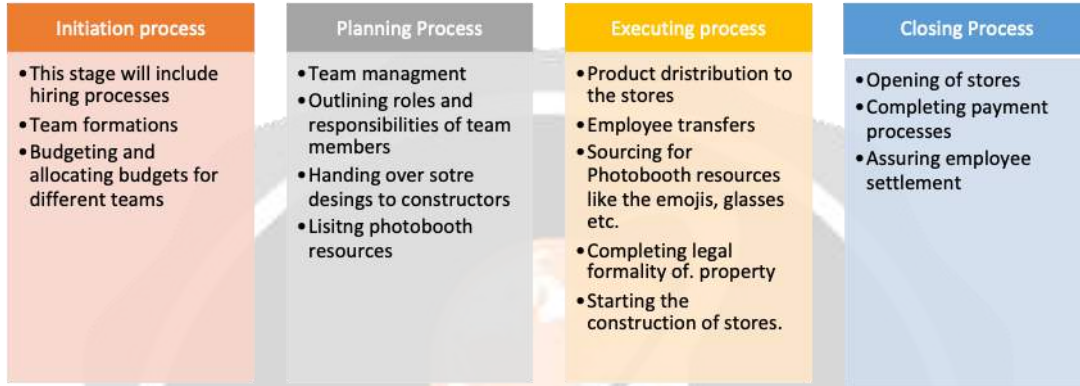 Initiation process
•This stage will include
hiring processes
•Team formations
•Budgeting and
allocating budgets for
different teams
Planning Process
•Team managment
•Outlining roles and
responsibilities of team
members
•Handing over sotre
desings to constructors
•Lisitng photobooth
resources
Executing process
•Product dristribution to
the stores
•Employee transfers
•Sourcing for
Photobooth resources
like the emojis, glasses
etc.
•Completing legal
formality of. property
•Starting the
construction of stores.
Closing Process
•Opening of stores
•Completing payment
processes
•Assuring employee
settlement